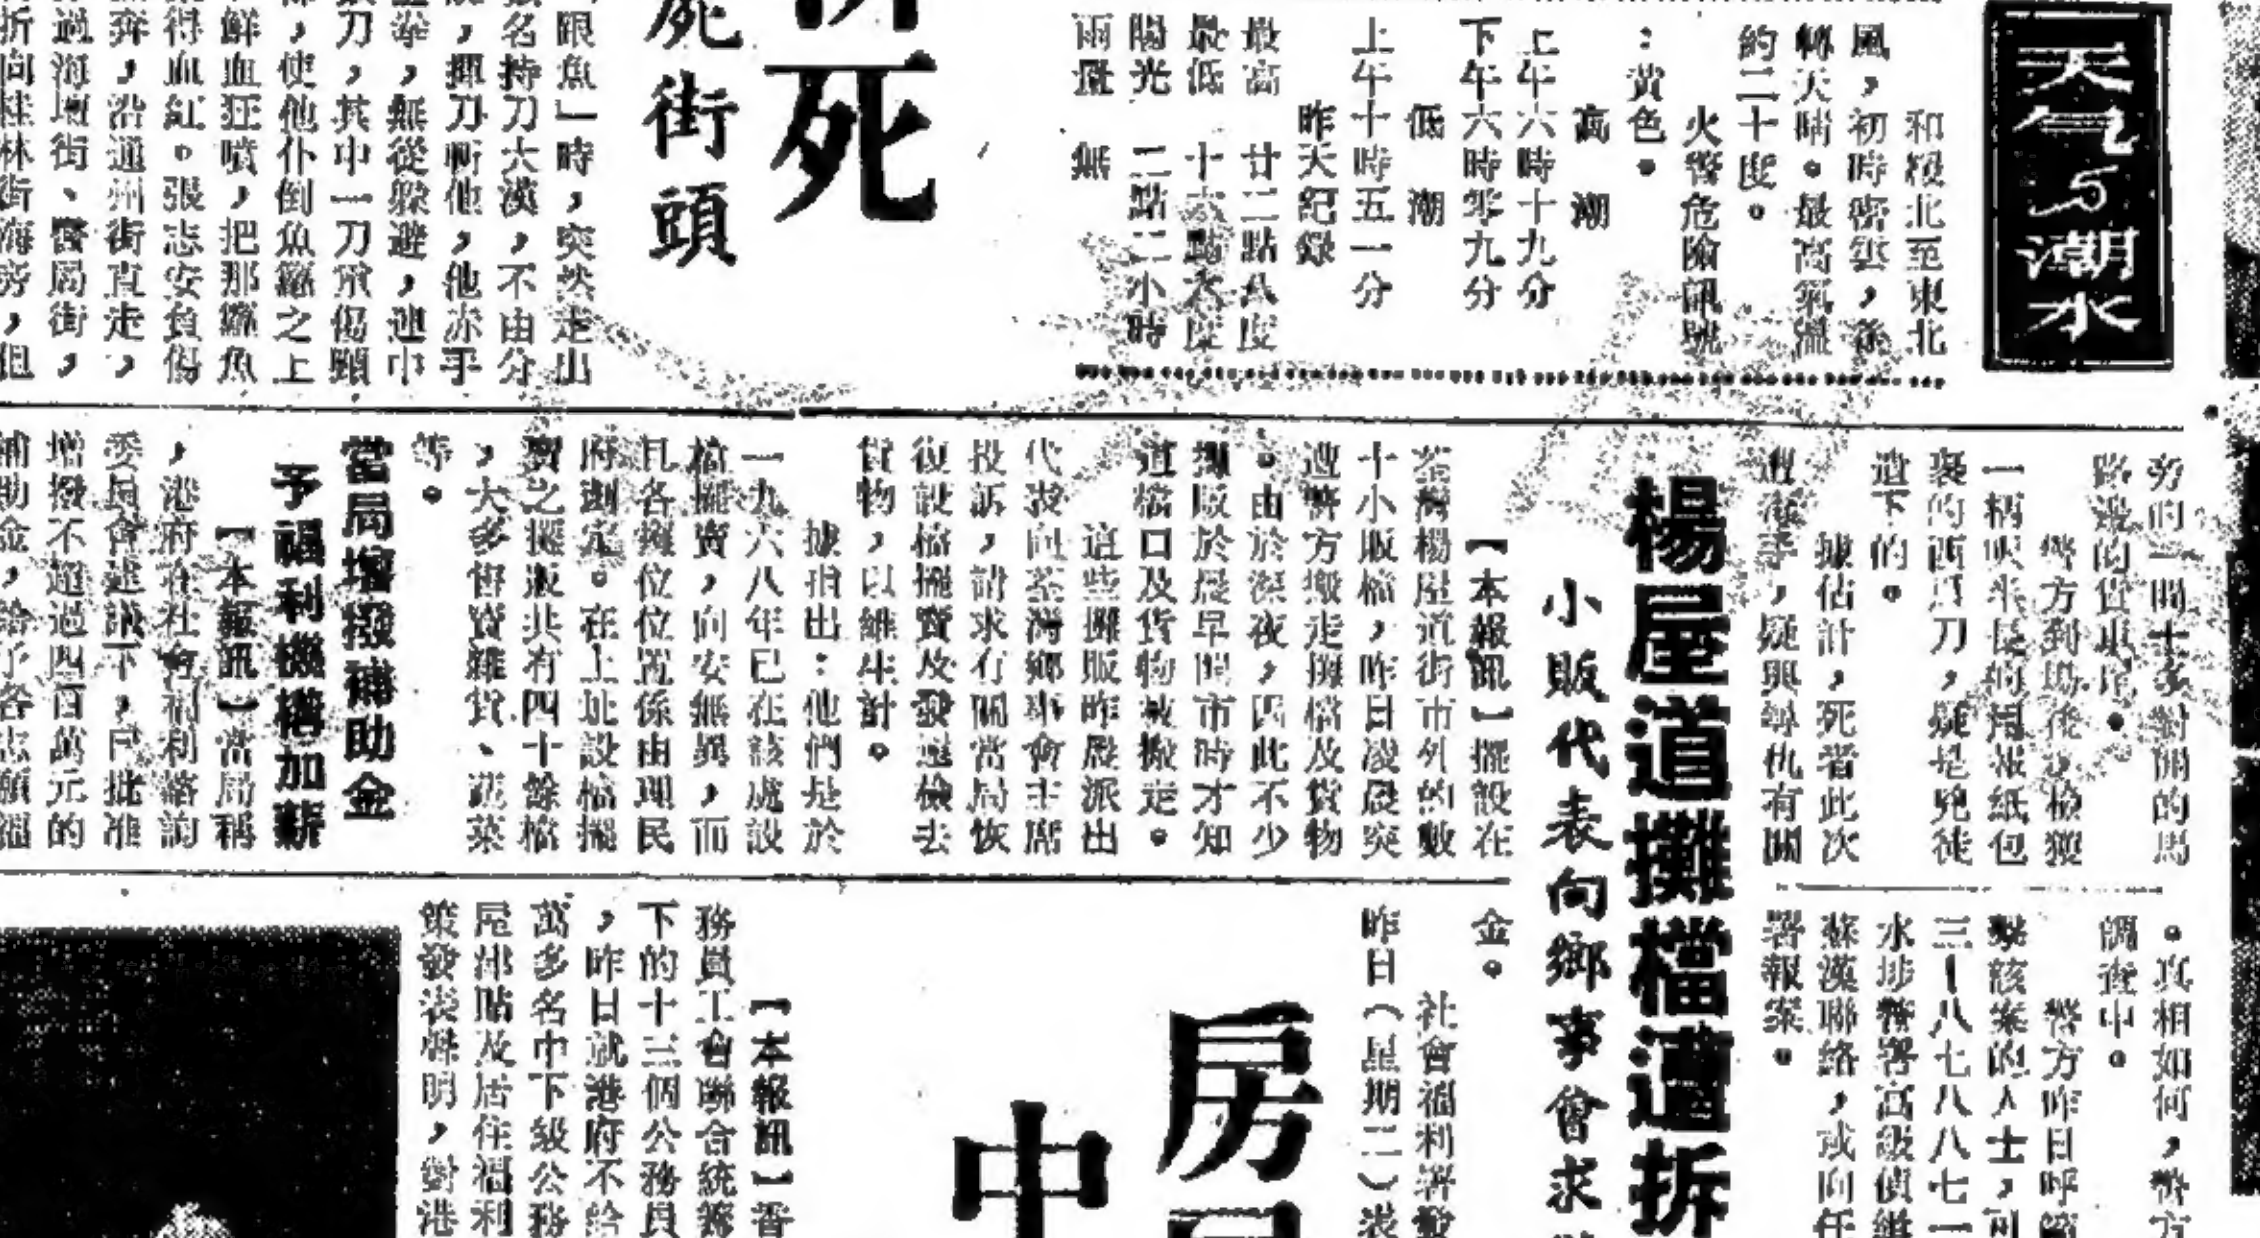 天气与潮水
和緩北至東北
風，初時密雲，後
轉天晴。最高氣溫
約二十度。
火警危險訊號
：黃色。
高　潮
上午六時十九分
下午六時零九分
低　潮
上午十時五一分
昨天紀錄
最高　廿二點八度
最低　十六點六度
陽光　二點二小時
雨量　無
死
屍街頭
眼魚」時，突然走出
名持刀大漢，不由分
，揮刀斬他，他赤手
空拳，無從躲避，連中
刀，其中一刀重傷頸
，使他仆倒魚籮之上
鮮血狂噴，把那籮魚
得血紅。張志安負傷
奔，沿通州街直走，
過海壇街、醫局街，
折向桂林街海旁，但
旁的一間士多對開的馬
路邊的貨車尾。
警方到場後，檢獲
一柄呎半長的用報紙包
裹的西瓜刀，疑是兇徒
遺下的。
據估計，死者此次
遭毒手，疑與尋仇有關
。真相如何，警方
調查中。
警方昨日呼籲
該案的人士，可
三—八七八八七一
水埗警署高級偵緝
蘇漢聯絡，或向任
署報案。
楊屋道攤檔遭拆
小販代表向鄉事會求
【本報訊】擺設在
荃灣楊屋道街市外的數
十小販檔，昨日凌晨突
遭警方搬走攤檔及貨物
。由於深夜，因此不少
攤販於晨早開市時才知
道檔口及貨物被搬走。
這些攤販昨晨派出
代表向荃灣鄉事會主席
投訴，請求有關當局恢
復設檔擺賣及發還檢去
貨物，以維生計。
據指出：他們是於
一九六八年已在該處設
檔擺賣，向安無異，而
且各攤位位置係由理民
府劃定。在上址設檔擺
賣之攤販共有四十餘檔
，大多售賣雜貨、蔬菜
等。
當局增撥補助金
予福利機構加薪
【本報訊】當局稱
，港府在社會福利諮詢
委員會建議下，已批准
增撥不超過四百萬元的
補助金，給予各志願福
金。
社會福利署發
昨日（星期二）表
房
中
【本報訊】香
務員工會聯合統籌
下的十三個公務員
，昨日就港府不給
萬多名中下級公務
屋津貼及居住福利
策發表聲明，對港